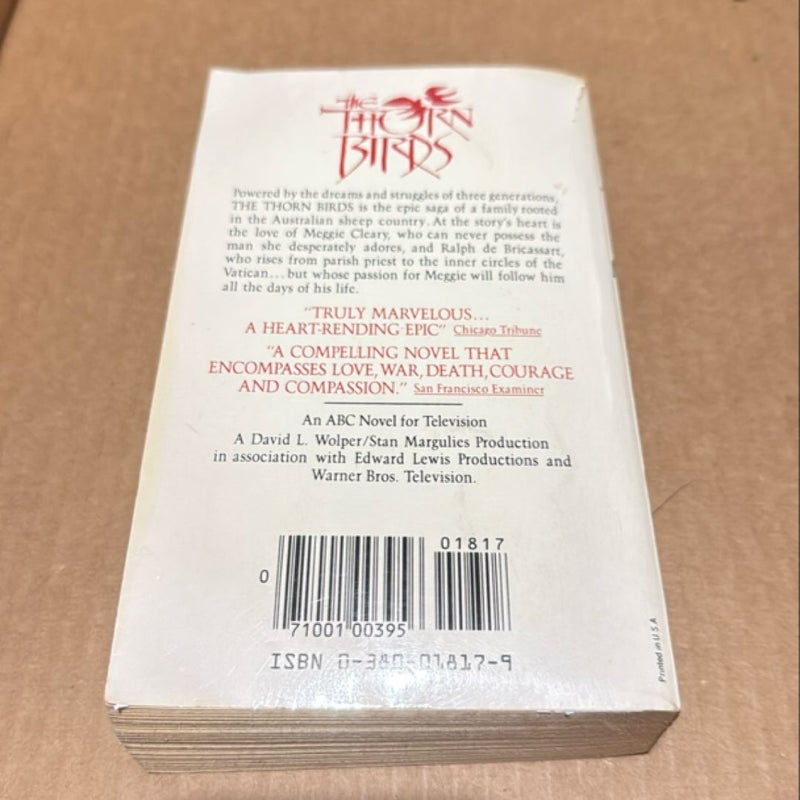 the
THORN
BIRDS
Powered by the dreams and struggles of three generations,
THE THORN BIRDS is the epic saga of a family rooted
in the Australian sheep country. At the story's heart is
the love of Meggie Cleary, who can never possess the
man she desperately adores, and Ralph de Bricassart,
who rises from parish priest to the inner circles of the
Vatican...but whose passion for Meggie will follow him
all the days of his life.
"TRULY MARVELOUS...
A HEART-RENDING EPIC" Chicago Tribune
"A COMPELLING NOVEL THAT
ENCOMPASSES LOVE, WAR, DEATH, COURAGE
AND COMPASSION." San Francisco Examiner
An ABC Novel for Television
A David L. Wolper/Stan Margulies Production
in association with Edward Lewis Productions and
Warner Bros. Television.
01817
0
71001 00395
ISBN 0-380-01817-9
Printed in U.S.A